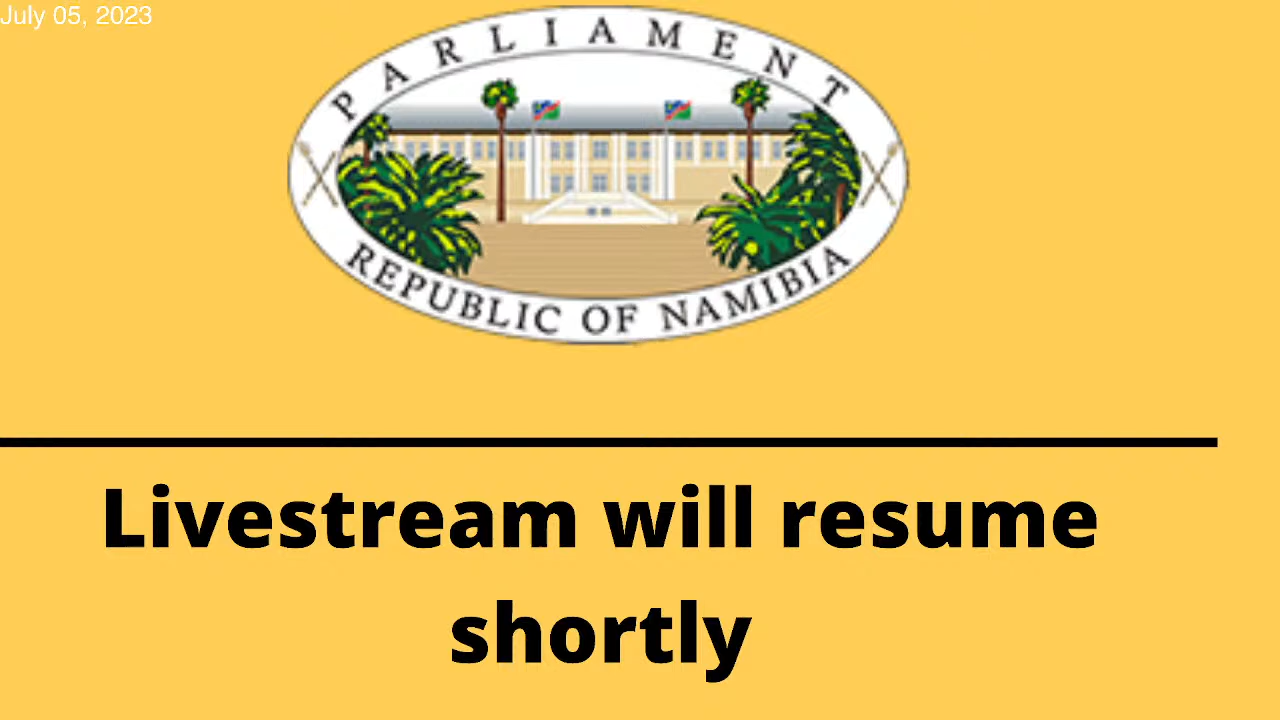 July 05, 2023
PARLIAMENT
REPUBLIC OF NAMIBIA
Livestream will resume
shortly